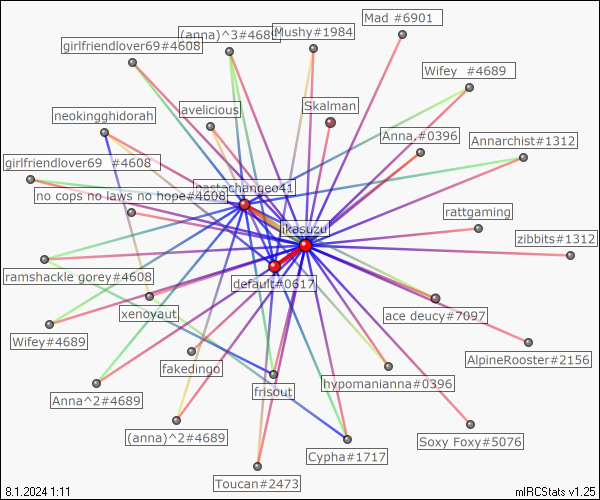 Mad #6901
(anna)^3#4689
Mushy#1984
girlfriendlover69#4608
Wifey #4689
avelicious
Skalman
neokingghidorah
Anna.#0396
Annarchist#1312
girlfriendlover69 #4608
pastachangeo41
no cops no laws no hope#4608
rattgaming
ikasuzu
zibbits#1312
ramshackle gorey#4608
default#0617
xenoyaut
ace deucy#7097
Wifey#4689
fakedingo
AlpineRooster#2156
frisout
hypomanianna#0396
Anna^2#4689
(anna)^2#4689
Soxy Foxy#5076
Cypha#1717
Toucan#2473
8.1.2024 1:11
mIRCStats v1.25